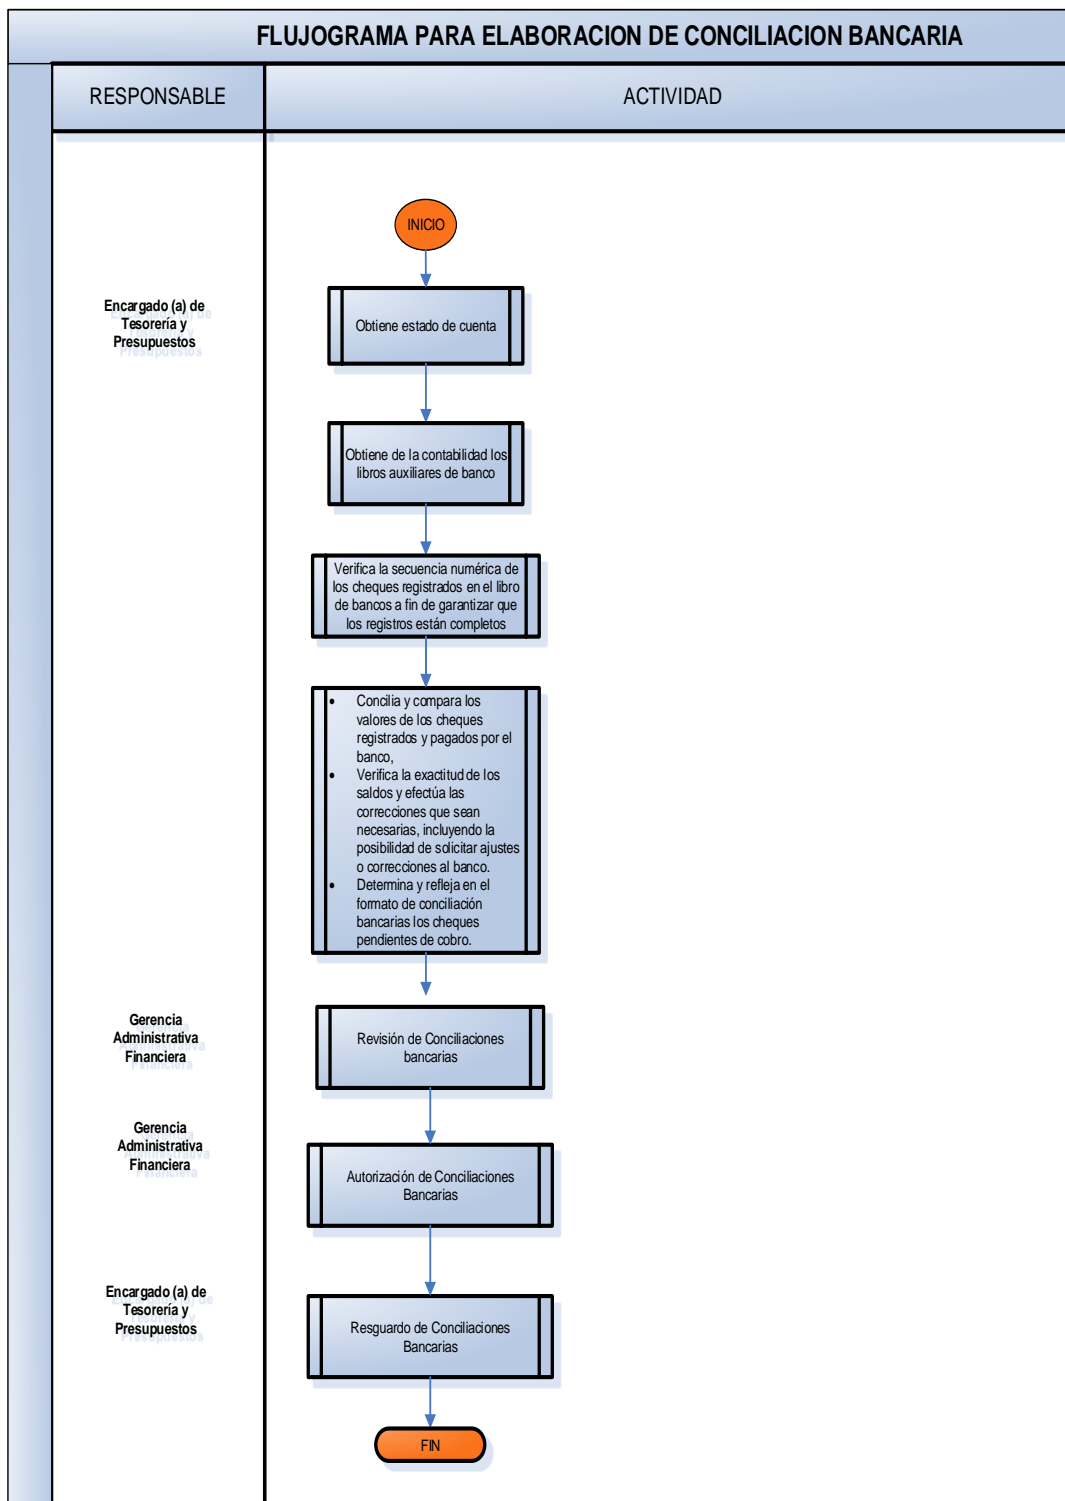 FLUJOGRAMA PARA ELABORACION DE CONCILIACION BANCARIA
RESPONSABLE
ACTIVIDAD
INICIO
Encargado (a) de
Tesorería y
Presupuestos
Obtiene estado de cuenta
Obtiene de la contabilidad los
libros auxiliares de banco
Verifica la secuencia numérica de
los cheques registrados en el libro
de bancos a fin de garantizar que
los registros están completos
• Concilia y compara los
valores de los cheques
registrados y pagados por el
banco,
• Verifica la exactitud de los
saldos y efectúa las
correcciones que sean
necesarias, incluyendo la
posibilidad de solicitar ajustes
o correcciones al banco.
• Determina y refleja en el
formato de conciliación
bancarias los cheques
pendientes de cobro.
Gerencia
Administrativa
Financiera
Revisión de Conciliaciones
bancarias
Gerencia
Administrativa
Financiera
Autorización de Conciliaciones
Bancarias
Encargado (a) de
Tesorería y
Presupuestos
Resguardo de Conciliaciones
Bancarias
FIN